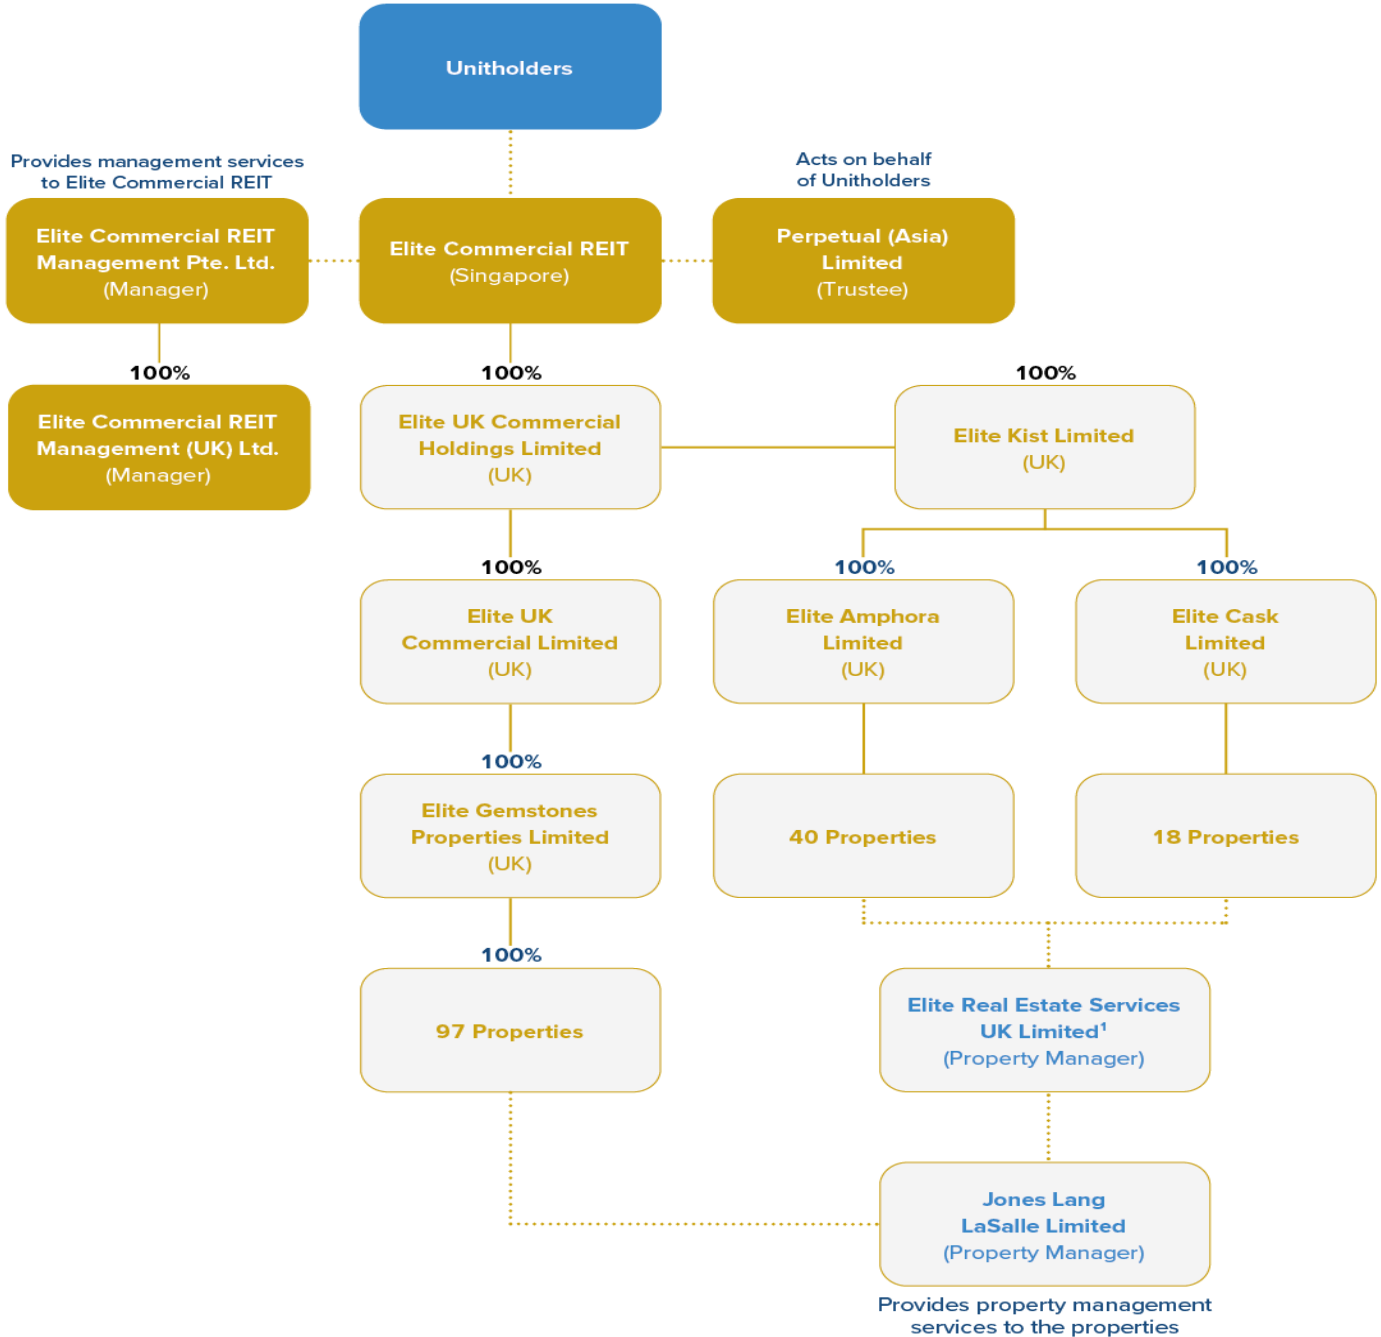 Unitholders
Provides management services
to Elite Commercial REIT
Acts on behalf
of Unitholders
Elite Commercial REIT
Management Pte. Ltd.
(Manager)
Elite Commercial REIT
(Singapore)
Perpetual (Asia)
Limited
(Trustee)
100%
100%
100%
Elite Commercial REIT
Management (UK) Ltd.
(Manager)
Elite UK Commercial
Holdings Limited
(UK)
Elite Kist Limited
(UK)
100%
100%
100%
Elite UK
Commercial Limited
(UK)
Elite Amphora
Limited
(UK)
Elite Cask
Limited
(UK)
100%
Elite Gemstones
Properties Limited
(UK)
40 Properties
18 Properties
100%
97 Properties
Elite Real Estate Services
UK Limited¹
(Property Manager)
Jones Lang
LaSalle Limited
(Property Manager)
Provides property management
services to the properties